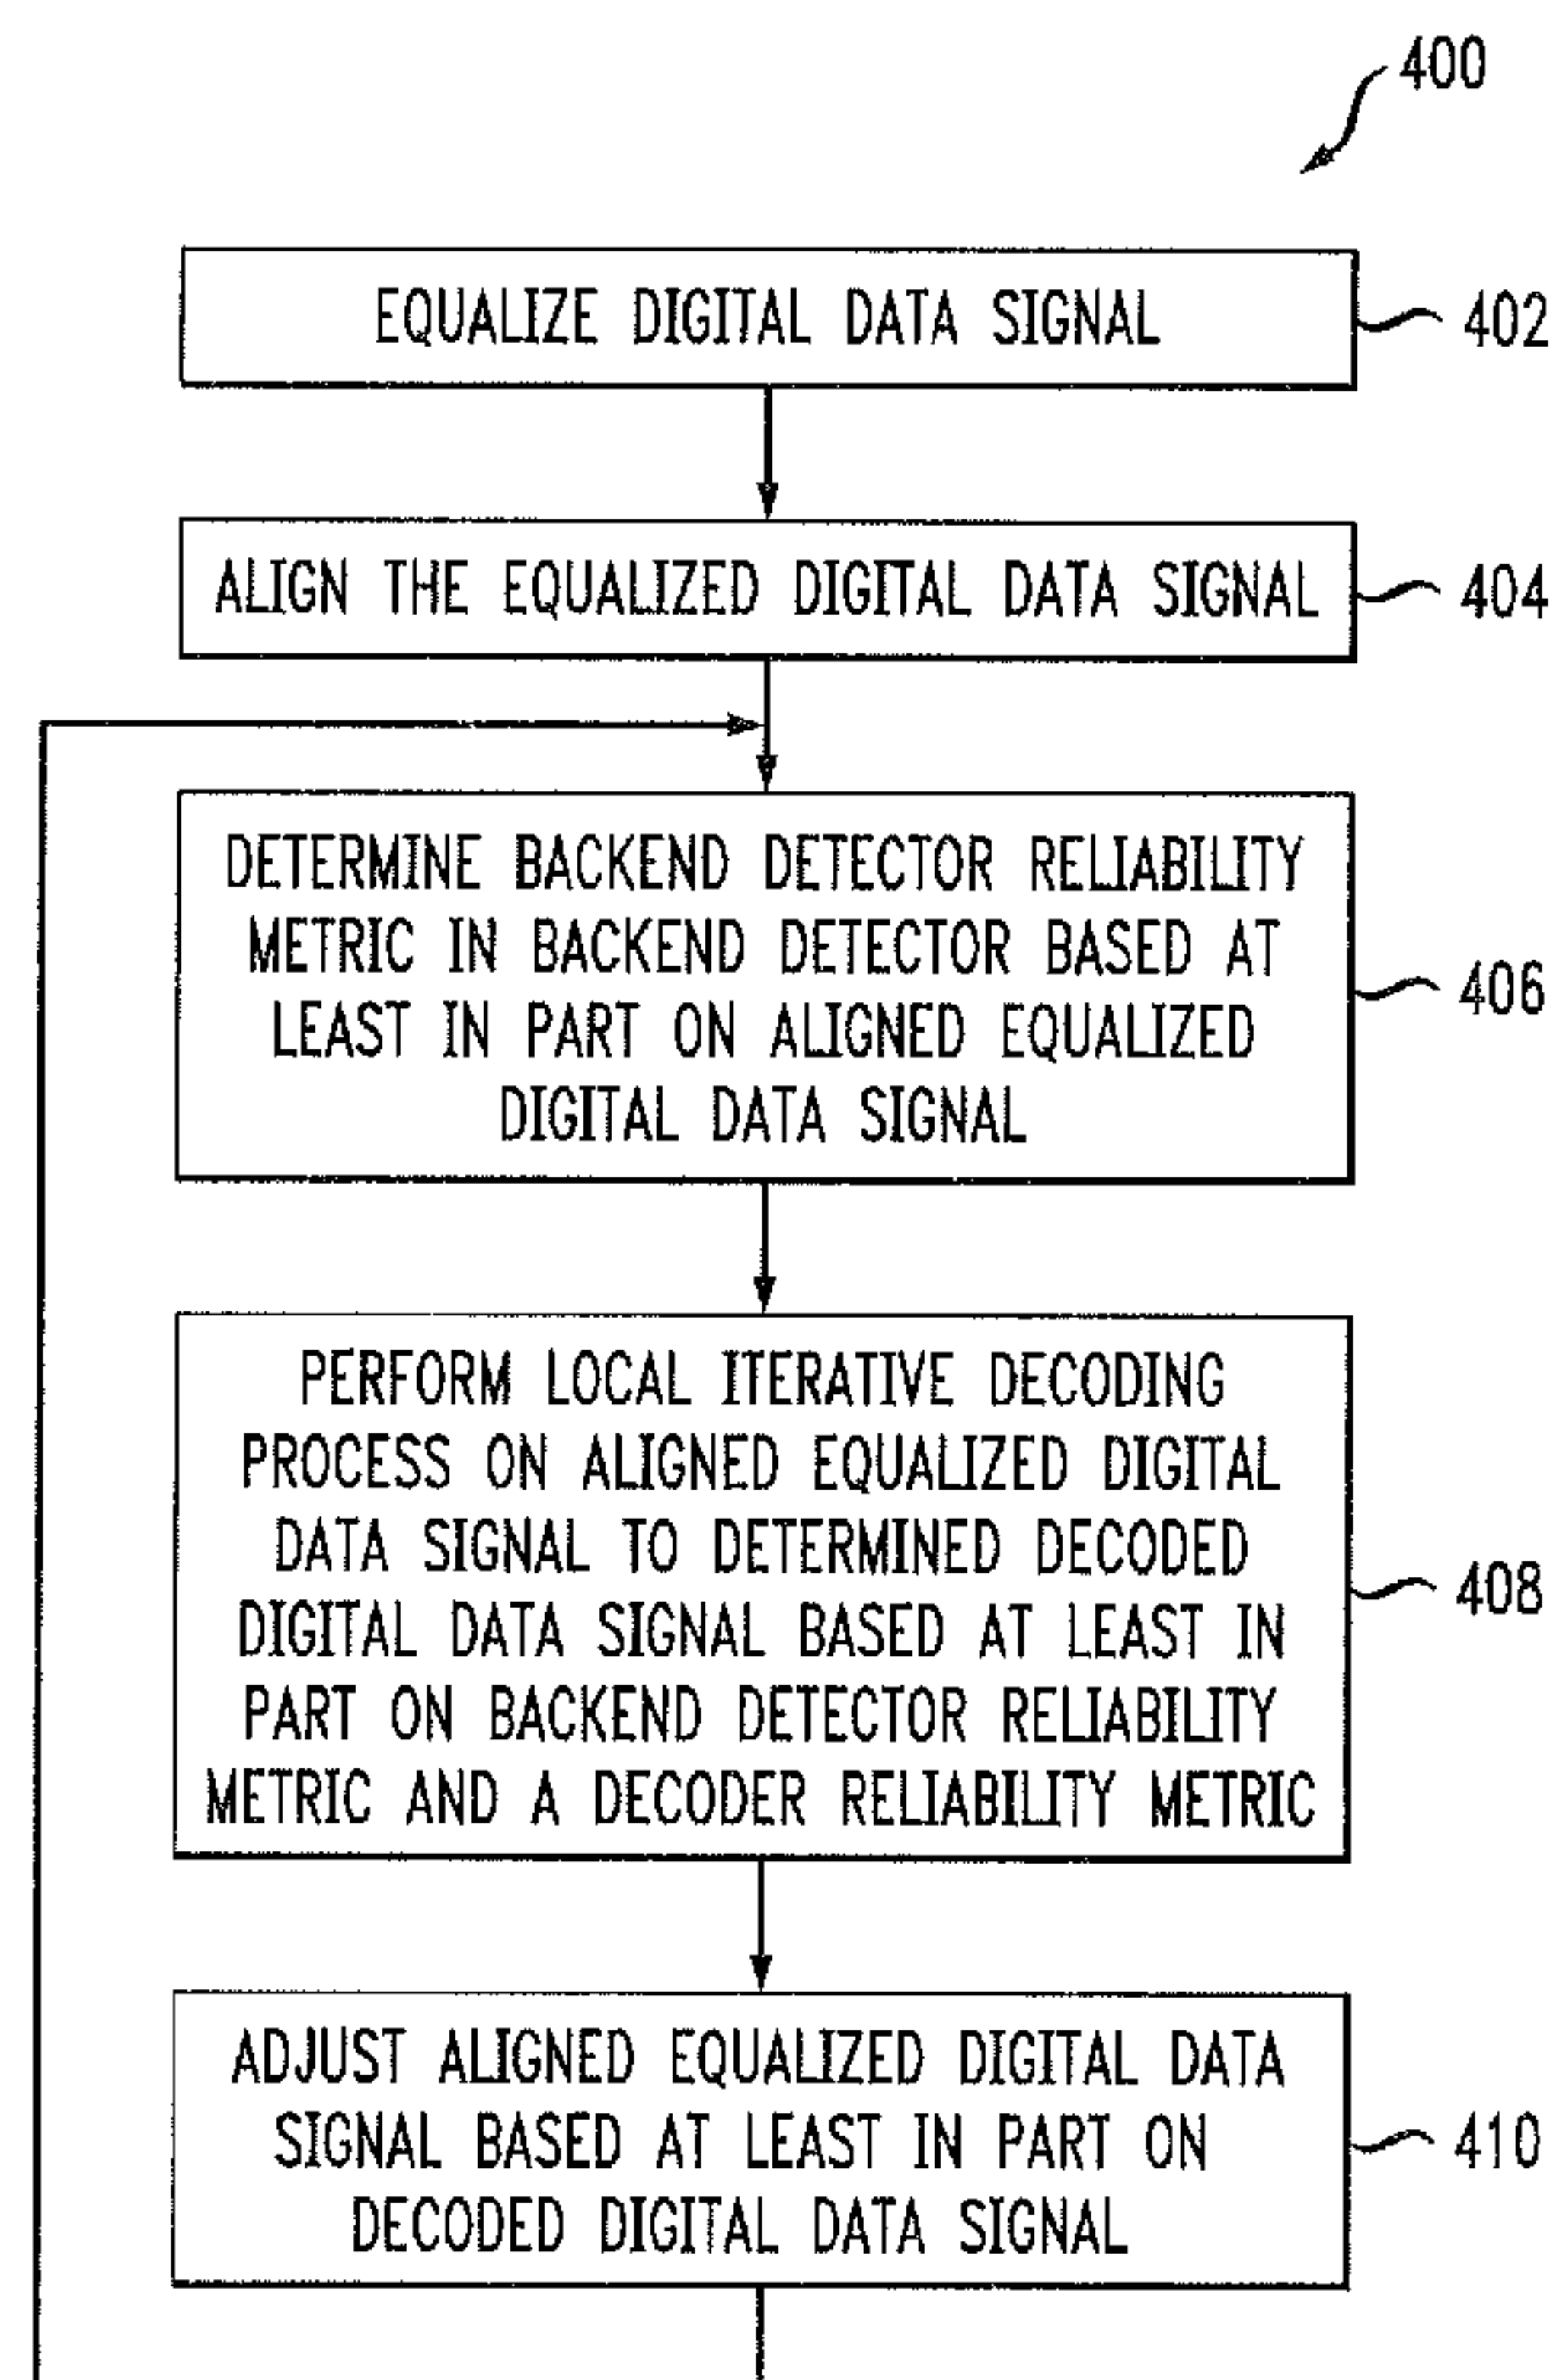 400
EQUALIZE DIGITAL DATA SIGNAL
402
ALIGN THE EQUALIZED DIGITAL DATA SIGNAL
404
DETERMINE BACKEND DETECTOR RELIABILITY
METRIC IN BACKEND DETECTOR BASED AT
LEAST IN PART ON ALIGNED EQUALIZED
DIGITAL DATA SIGNAL
406
PERFORM LOCAL ITERATIVE DECODING
PROCESS ON ALIGNED EQUALIZED DIGITAL
DATA SIGNAL TO DETERMINED DECODED
DIGITAL DATA SIGNAL BASED AT LEAST IN
PART ON BACKEND DETECTOR RELIABILITY
METRIC AND A DECODER RELIABILITY METRIC
408
ADJUST ALIGNED EQUALIZED DIGITAL DATA
SIGNAL BASED AT LEAST IN PART ON
DECODED DIGITAL DATA SIGNAL
410